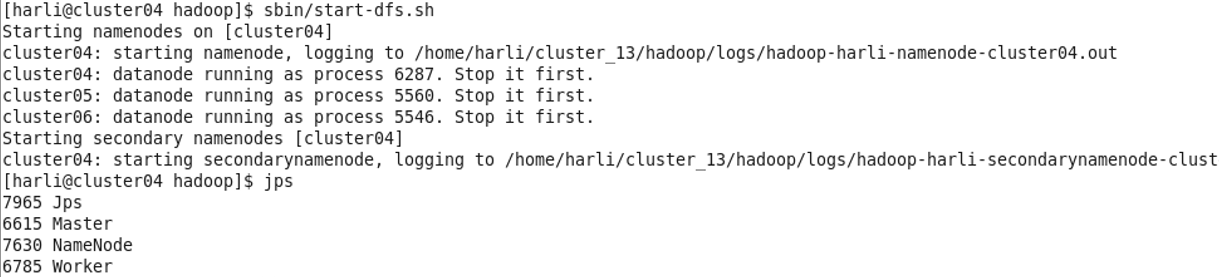 [harli@cluster04 hadoop]$ sbin/start-dfs.sh
Starting namenodes on [cluster04]
cluster04: starting namenode, logging to /home/harli/cluster_13/hadoop/logs/hadoop-harli-namenode-cluster04.out
cluster04: datanode running as process 6287. Stop it first.
cluster05: datanode running as process 5560. Stop it first.
cluster06: datanode running as process 5546. Stop it first.
Starting secondary namenodes [cluster04]
cluster04: starting secondarynamenode, logging to /home/harli/cluster_13/hadoop/logs/hadoop-harli-secondarynamenode-clust
[harli@cluster04 hadoop]$ jps
7965 Jps
6615 Master
7630 NameNode
6785 Worker